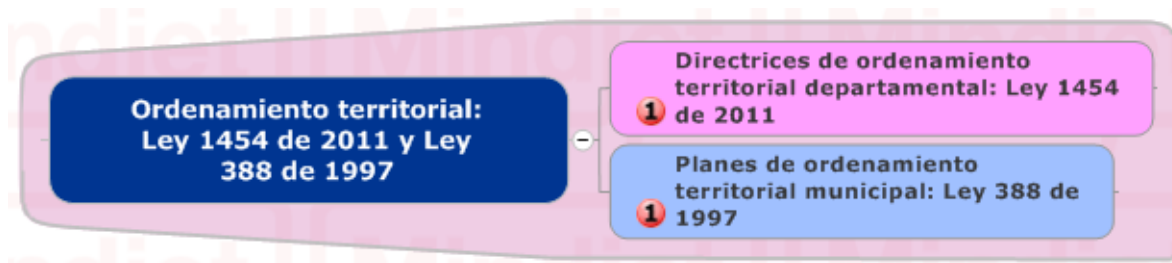 Ordenamiento territorial:
Ley 1454 de 2011 y Ley
388 de 1997
Directrices de ordenamiento
territorial departamental: Ley 1454
1 de 2011
Planes de ordenamiento
territorial municipal: Ley 388 de
1 1997